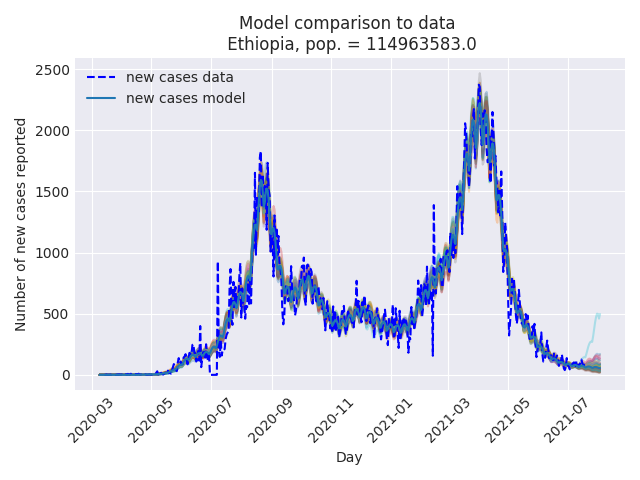 Model comparison to data
Ethiopia, pop. = 114963583.0
new cases data
new cases model
Number of new cases reported
2500
2000
1500
1000
500
0
2020-03
2020-05
2020-07
2020-09
2020-11
2021-01
2021-03
2021-05
2021-07
Day